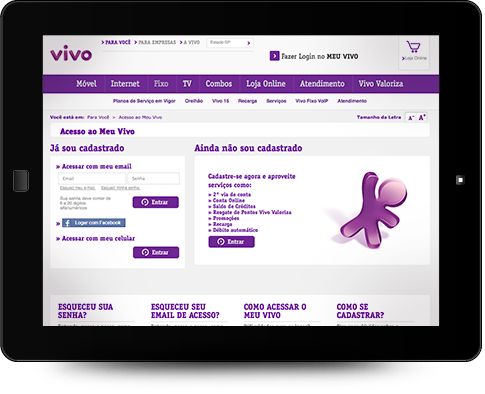 vivo
PARA VOCÊ PARA EMPRESAS A VIVO
Estado: SP
Fazer Login no MEU VIVO
Loja Online
Móvel Internet Fixo TV Combos Loja Online Atendimento Vivo Valoriza
Planos de Serviço em Vigor Orelhão Vivo 15 Recarga Serviços Vivo Fixo VoIP Atendimento
Você está em: Para Você > Acesso ao Meu Vivo
Tamanho da Letra A- A+
Acesso ao Meu Vivo
Já sou cadastrado
» Acessar com meu email
Email Senha
Esqueci meu e-mail Esqueci minha senha
Sua senha deve conter de
6 a 20 dígitos
alfanuméricos
Entrar
» Logar com Facebook
» Acessar com meu celular
Entrar
Ainda não sou cadastrado
Cadastre-se agora e aproveite
serviços como:
» 2ª via de conta
» Conta Online
» Saldo de Créditos
» Resgate de Pontos Vivo Valoriza
» Promoções
» Recarga
» Débito automático
Entrar
ESQUECEU SUA
SENHA?
ESQUECEU SEU
EMAIL DE ACESSO?
COMO ACESSAR O
MEU VIVO
COMO SE
CADASTRAR?